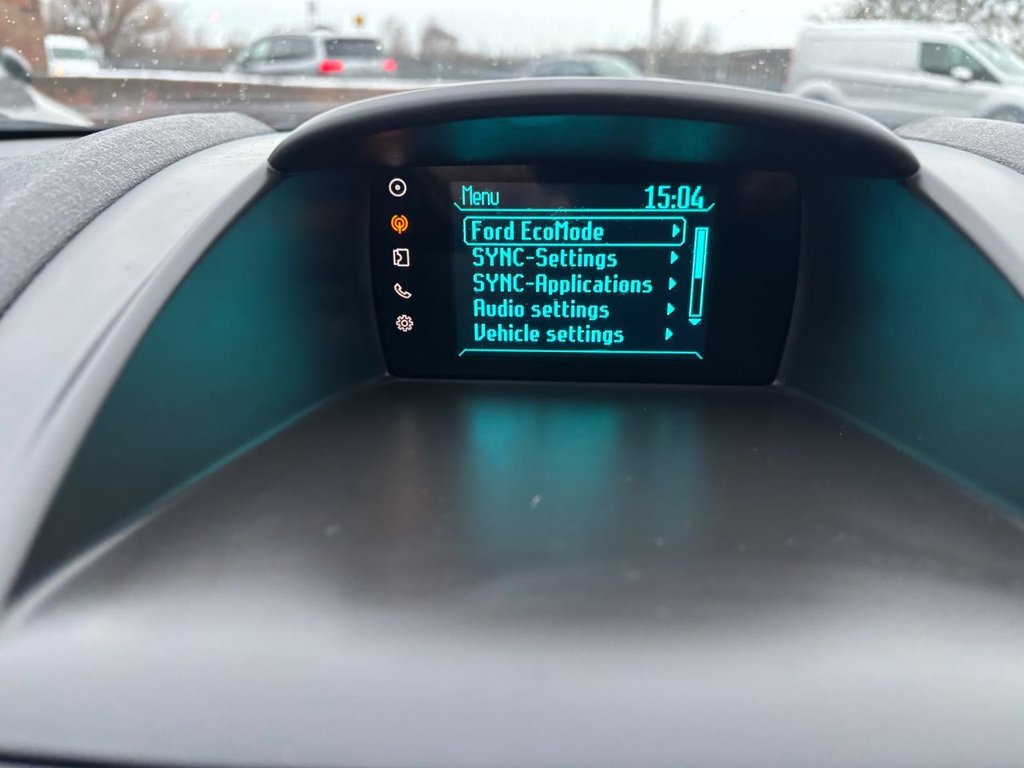 Menu 15:04
Ford EcoMode
SYNC-Settings
SYNC-Applications
Audio settings
Vehicle settings